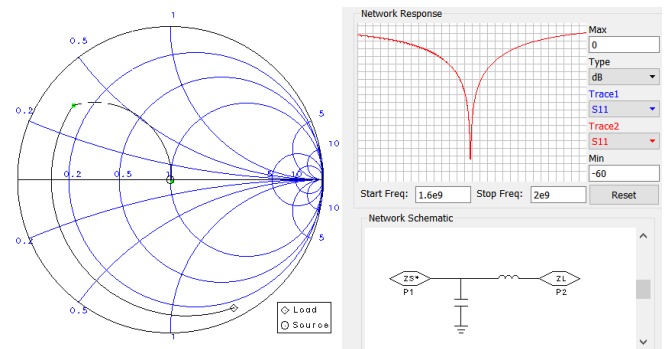 Network Response
Max
0
Type
dB
Trace1
S11
Trace2
S11
Min
-60
Start Freq: 1.6e9 Stop Freq: 2e9 Reset
Network Schematic
ZS*
P1
ZL
P2
1
0.5
0.2
5
10
0.2 0.5 1.0
5
10
10
5
0.2
0.5
1
Load
Source